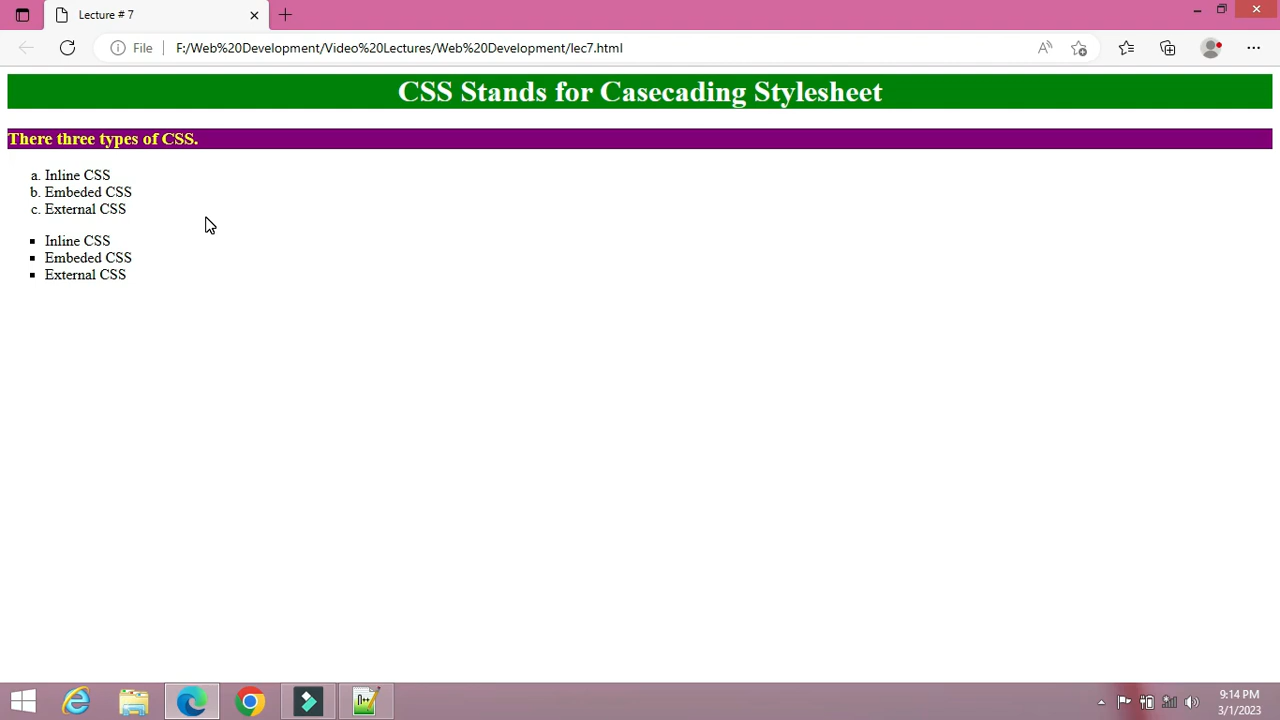 Lecture # 7
File
F:/Web%20Development/Video%20Lectures/Web%20Development/lec7.html
CSS Stands for Casecading Stylesheet
There three types of CSS.
a. Inline CSS
b. Embeded CSS
c. External CSS
Inline CSS
Embeded CSS
External CSS
9:14 PM
3/1/2023